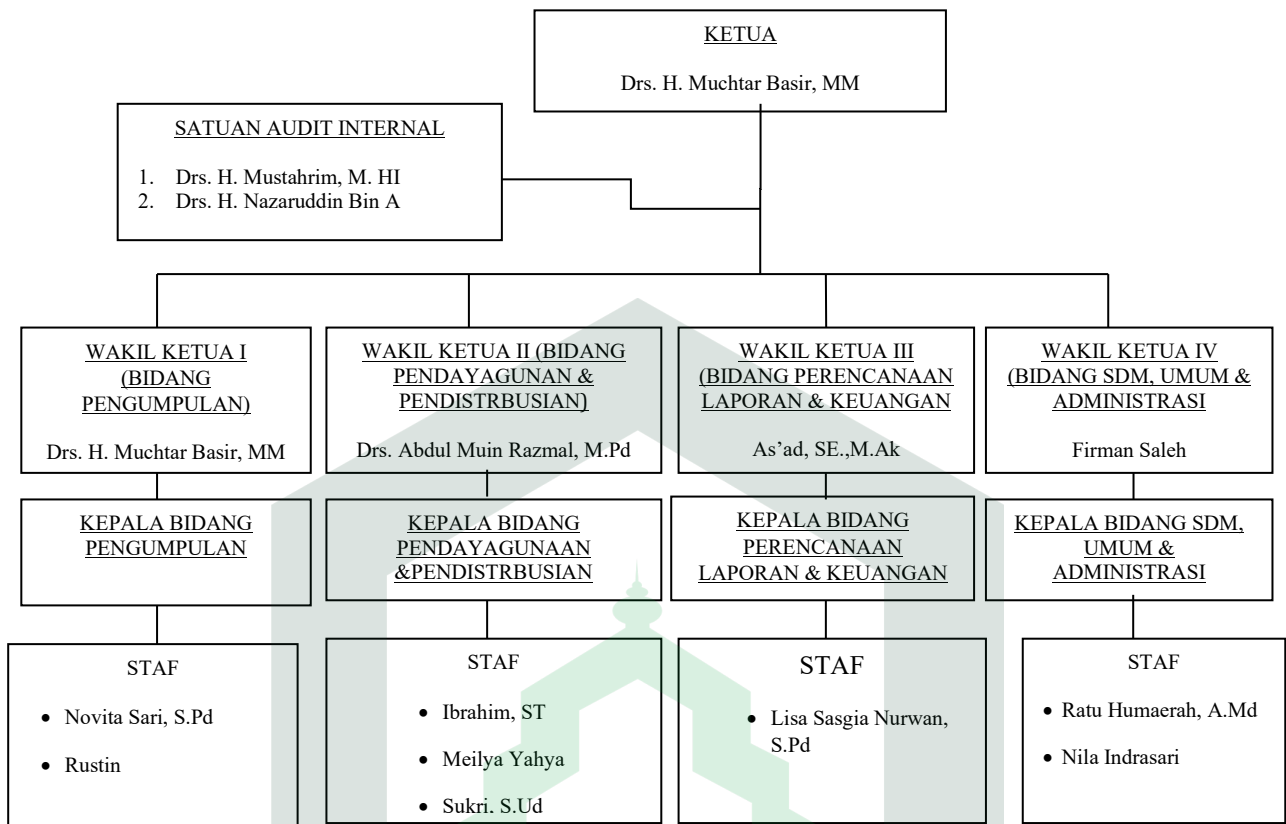 KETUA
Drs. H. Muchtar Basir, MM
SATUAN AUDIT INTERNAL
1. Drs. H. Mustahrim, M. HI
2. Drs. H. Nazaruddin Bin A
WAKIL KETUA I
(BIDANG
PENGUMPULAN)
Drs. H. Muchtar Basir, MM
WAKIL KETUA II (BIDANG
PENDAYAGUNAN &
PENDISTRBUSIAN)
Drs. Abdul Muin Razmal, M.Pd
WAKIL KETUA III
(BIDANG PERENCANAAN
LAPORAN & KEUANGAN
As’ad, SE.,M.Ak
WAKIL KETUA IV
(BIDANG SDM, UMUM &
ADMINISTRASI
Firman Saleh
KEPALA BIDANG
PENGUMPULAN
KEPALA BIDANG
PENDAYAGUNAAN
&PENDISTRBUSIAN
KEPALA BIDANG
PERENCANAAN
LAPORAN & KEUANGAN
KEPALA BIDANG SDM,
UMUM &
ADMINISTRASI
STAF
• Novita Sari, S.Pd
• Rustin
STAF
• Ibrahim, ST
• Meilya Yahya
• Sukri, S.Ud
STAF
• Lisa Sasgia Nurwan,
S.Pd
STAF
• Ratu Humaerah, A.Md
• Nila Indrasari